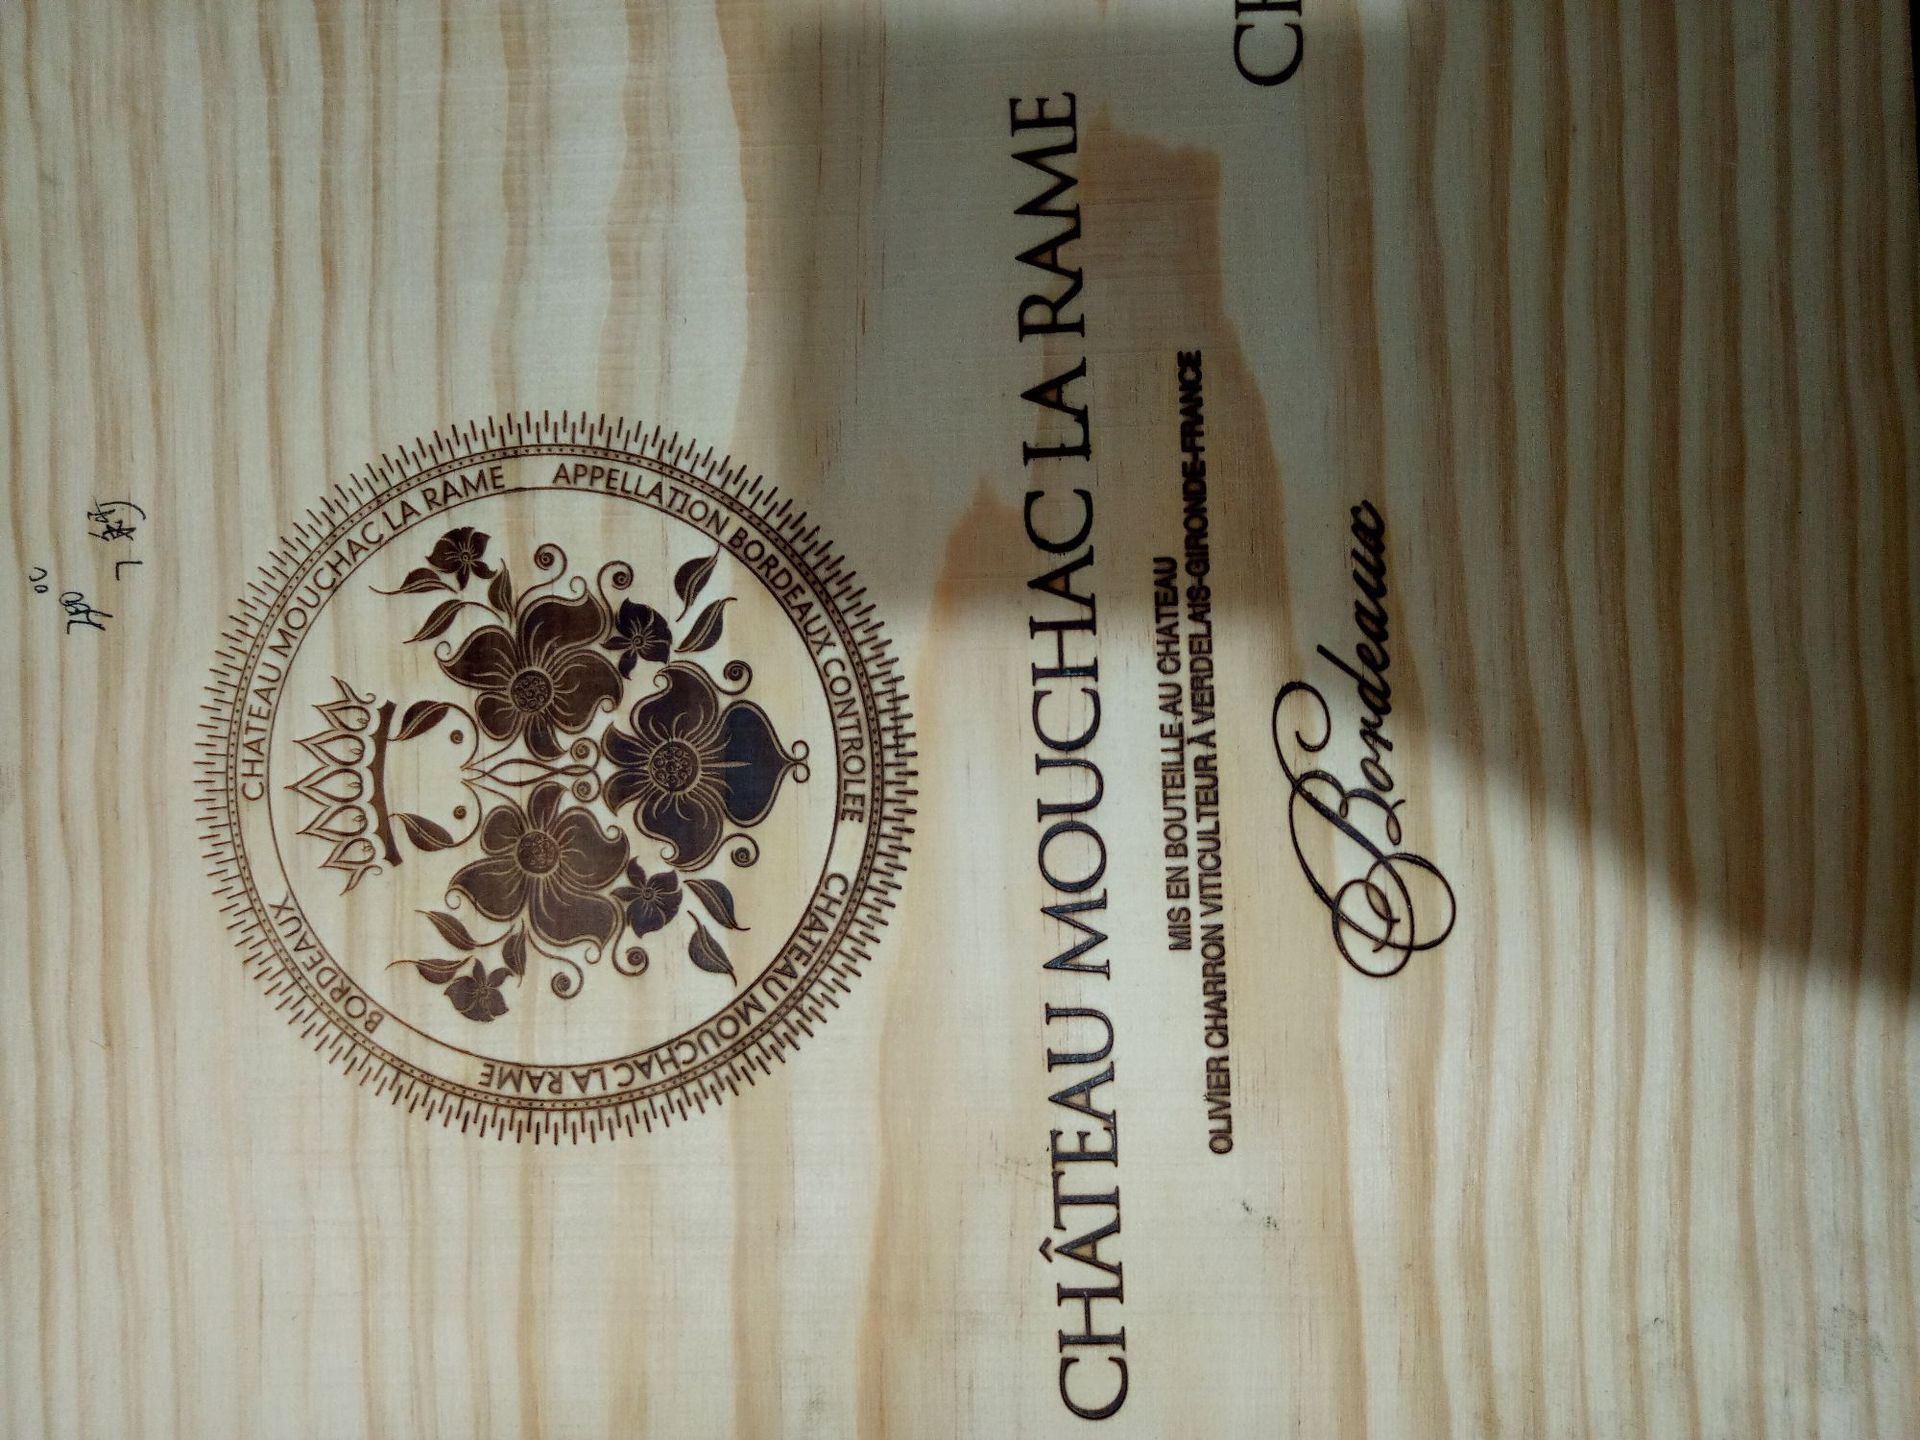 CHATEAU MOUCHAC LA RAME
APPELLATION BORDEAUX CONTROLEE
CHATEAU MOUCHAC LA RAME
BORDEAUX
CHÂTEAU MOUCHAC LA RAME
MIS EN BOUTEILLE AU CHATEAU
OLIVIER CHARRON VITICULTEUR À VERDELAIS-GIRONDE-FRANCE
Bordeaux